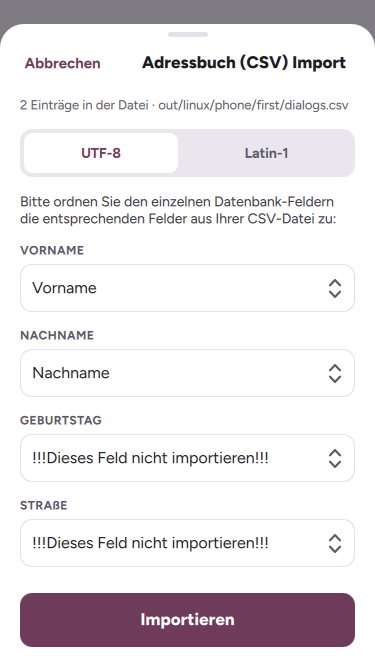 Abbrechen
Adressbuch (CSV) Import
2 Einträge in der Datei · out/linux/phone/first/dialogs.csv
UTF-8
Latin-1
Bitte ordnen Sie den einzelnen Datenbank-Feldern
die entsprechenden Felder aus Ihrer CSV-Datei zu:
VORNAME
Vorname
NACHNAME
Nachname
GEBURTSTAG
!!!Dieses Feld nicht importieren!!!
STRAßE
!!!Dieses Feld nicht importieren!!!
Importieren